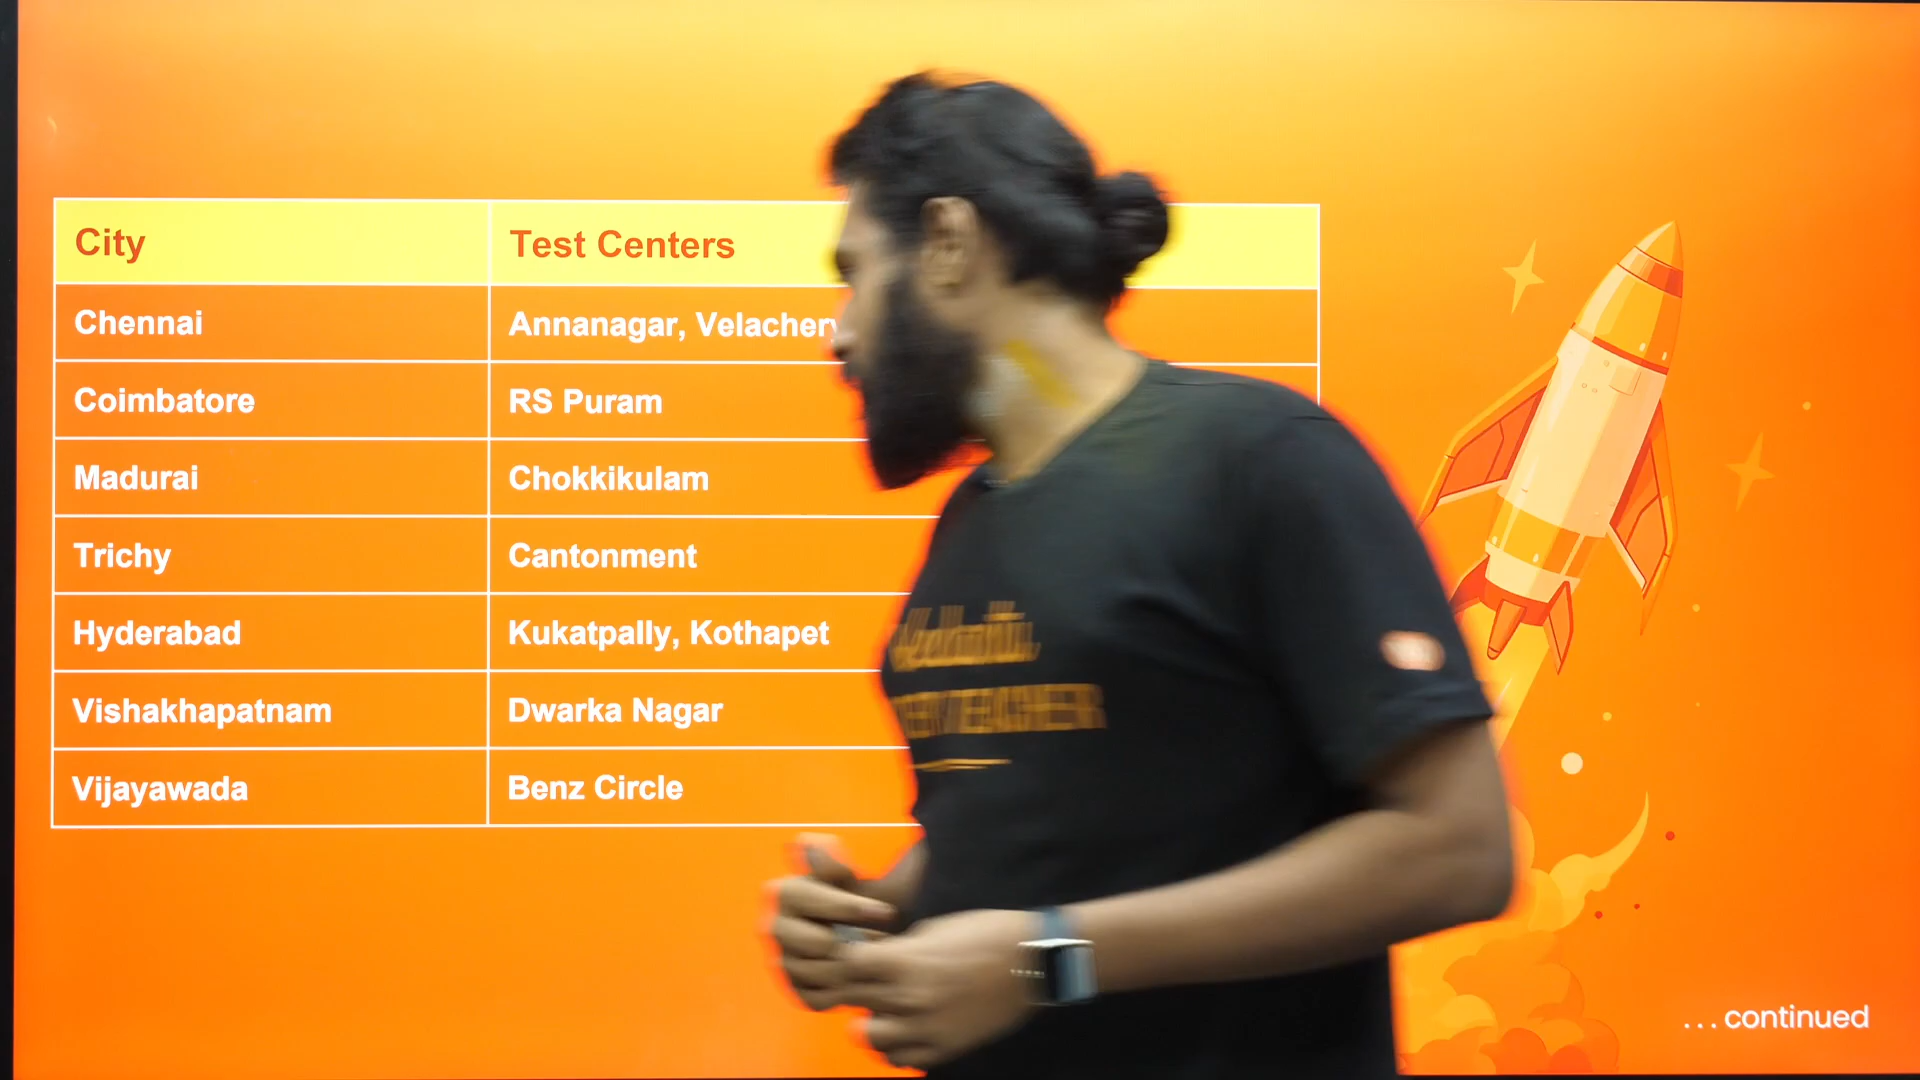 City Test Centers
Chennai Annanagar, Velachery
Coimbatore RS Puram
Madurai Chokkikulam
Trichy Cantonment
Hyderabad Kukatpally, Kothapet
Vishakhapatnam Dwarka Nagar
Vijayawada Benz Circle
...continued